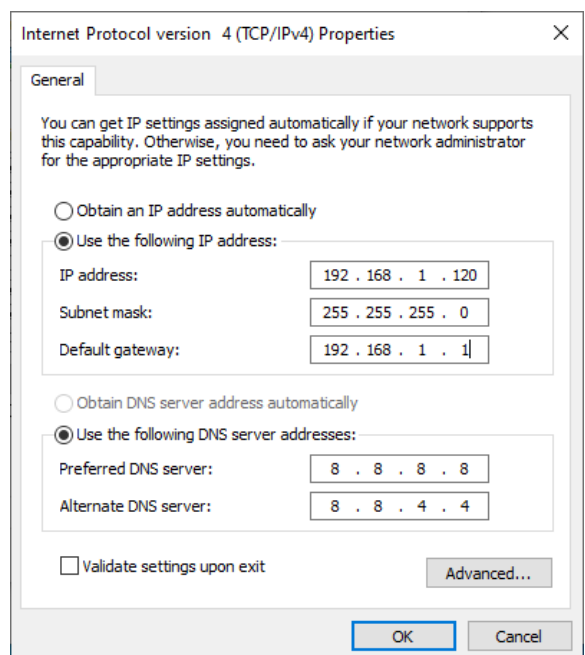 Internet Protocol version 4 (TCP/IPv4) Properties
General
You can get IP settings assigned automatically if your network supports
this capability. Otherwise, you need to ask your network administrator
for the appropriate IP settings.
Obtain an IP address automatically
Use the following IP address:
IP address: 192 . 168 . 1 . 120
Subnet mask: 255 . 255 . 255 . 0
Default gateway: 192 . 168 . 1 . 1
Obtain DNS server address automatically
Use the following DNS server addresses:
Preferred DNS server: 8 . 8 . 8 . 8
Alternate DNS server: 8 . 8 . 4 . 4
Validate settings upon exit
Advanced...
OK Cancel